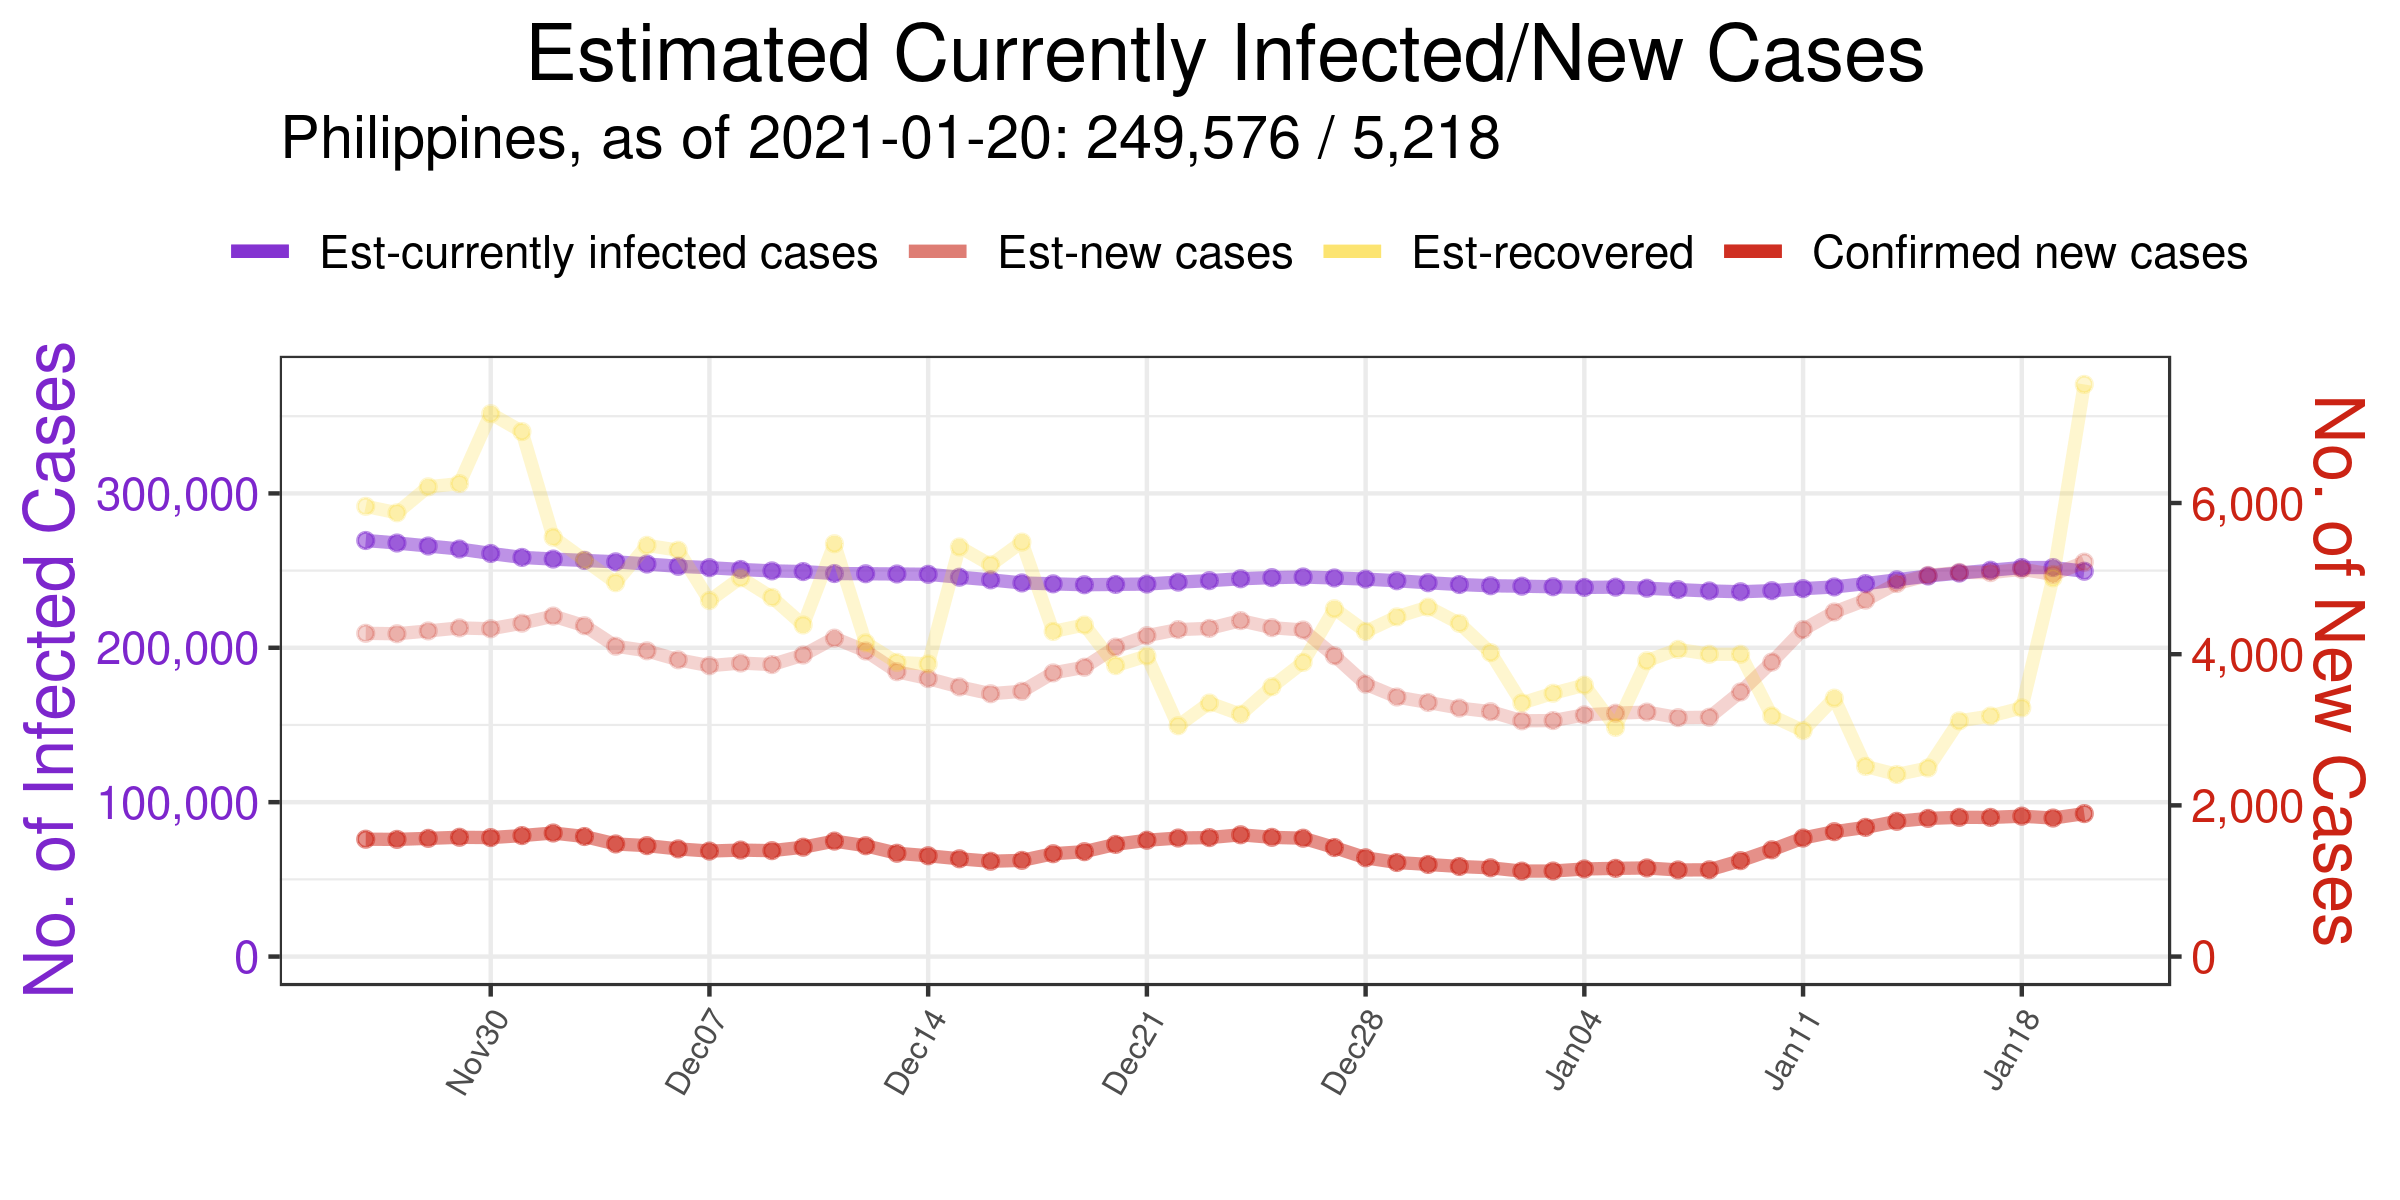 Estimated Currently Infected/New Cases
Philippines, as of 2021-01-20: 249,576 / 5,218
Est-currently infected cases Est-new cases Est-recovered Confirmed new cases
No. of Infected Cases
300,000
200,000
100,000
0
6,000
4,000
2,000
0
No. of New Cases
Nov30 Dec07 Dec14 Dec21 Dec28 Jan04 Jan11 Jan18